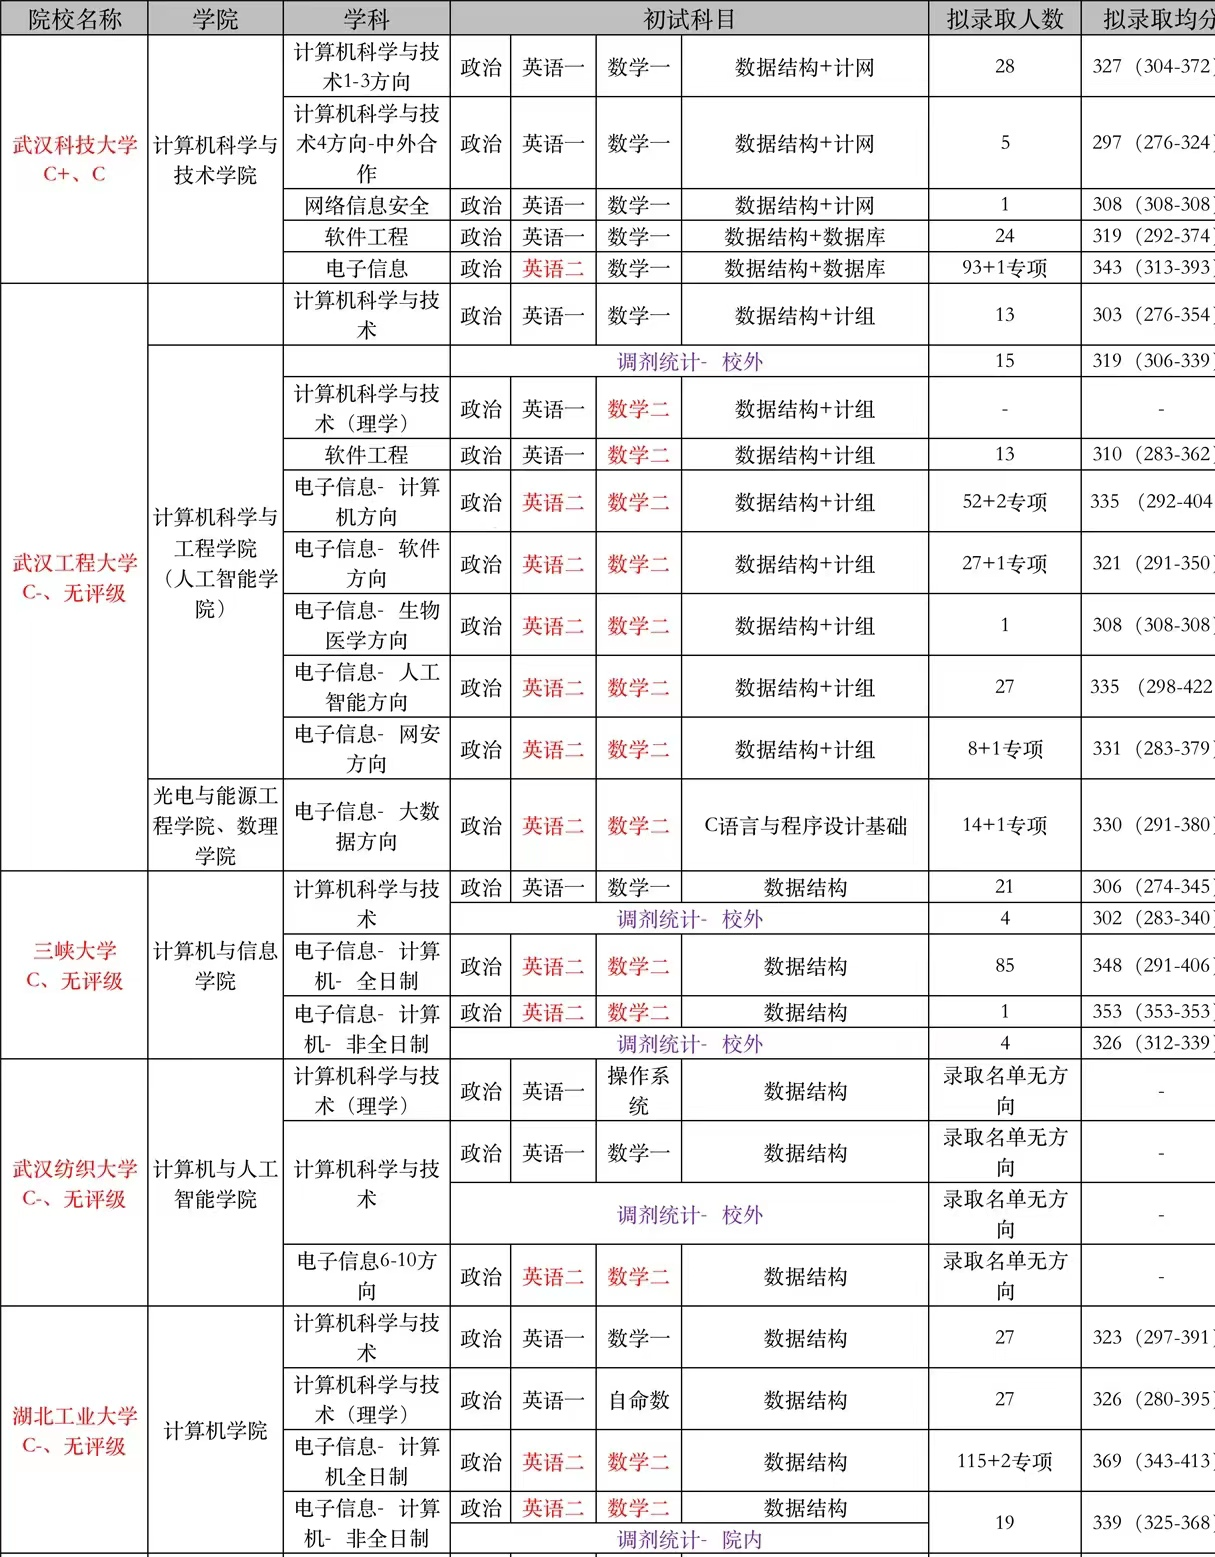 院校名称 学院 学科 初试科目 拟录取人数 拟录取均分
武汉科技大学
C+、C
计算机科学与
技术学院
计算机科学与技
术1-3方向
政治 英语一 数学一 数据结构+计网 28 327（304-372）
计算机科学与技
术4方向-中外合
作
政治 英语一 数学一 数据结构+计网 5 297（276-324）
网络信息安全 政治 英语一 数学一 数据结构+计网 1 308（308-308）
软件工程 政治 英语一 数学一 数据结构+数据库 24 319（292-374）
电子信息 政治 英语二 数学一 数据结构+数据库 93+1专项 343（313-393）
武汉工程大学
C-、无评级
计算机科学与技
术
政治 英语一 数学一 数据结构+计组 13 303（276-354）
计算机科学与
工程学院
（人工智能学
院）
调剂统计- 校外 15 319（306-339）
计算机科学与技
术（理学）
政治 英语一 数学二 数据结构+计组 - -
软件工程 政治 英语一 数学二 数据结构+计组 13 310（283-362）
电子信息- 计算
机方向
政治 英语二 数学二 数据结构+计组 52+2专项 335 （292-404
电子信息- 软件
方向
政治 英语二 数学二 数据结构+计组 27+1专项 321（291-350）
电子信息- 生物
医学方向
政治 英语二 数学二 数据结构+计组 1 308（308-308）
电子信息- 人工
智能方向
政治 英语二 数学二 数据结构+计组 27 335 （298-422
电子信息- 网安
方向
政治 英语二 数学二 数据结构+计组 8+1专项 331（283-379）
光电与能源工
程学院、数理
学院
电子信息- 大数
据方向
政治 英语二 数学二 C语言与程序设计基础 14+1专项 330（291-380）
三峡大学
C、无评级
计算机与信息
学院
计算机科学与技
术
政治 英语一 数学一 数据结构 21 306（274-345）
调剂统计- 校外 4 302（283-340）
电子信息- 计算
机- 全日制
政治 英语二 数学二 数据结构 85 348（291-406）
电子信息- 计算
机- 非全日制
政治 英语二 数学二 数据结构 1 353（353-353）
调剂统计- 校外 4 326（312-339）
武汉纺织大学
C-、无评级
计算机与人工
智能学院
计算机科学与技
术（理学）
政治 英语一 操作系
统
数据结构 录取名单无方
向
-
计算机科学与技
术
政治 英语一 数学一 数据结构 录取名单无方
向
-
调剂统计- 校外 录取名单无方
向
-
电子信息6-10方
向
政治 英语二 数学二 数据结构 录取名单无方
向
-
湖北工业大学
C-、无评级
计算机学院
计算机科学与技
术
政治 英语一 数学一 数据结构 27 323（297-391）
计算机科学与技
术（理学）
政治 英语一 自命数 数据结构 27 326（280-395）
电子信息- 计算
机全日制
政治 英语二 数学二 数据结构 115+2专项 369（343-413）
电子信息- 计算
机- 非全日制
政治 英语二 数学二 数据结构
调剂统计- 院内
19 339（325-368）